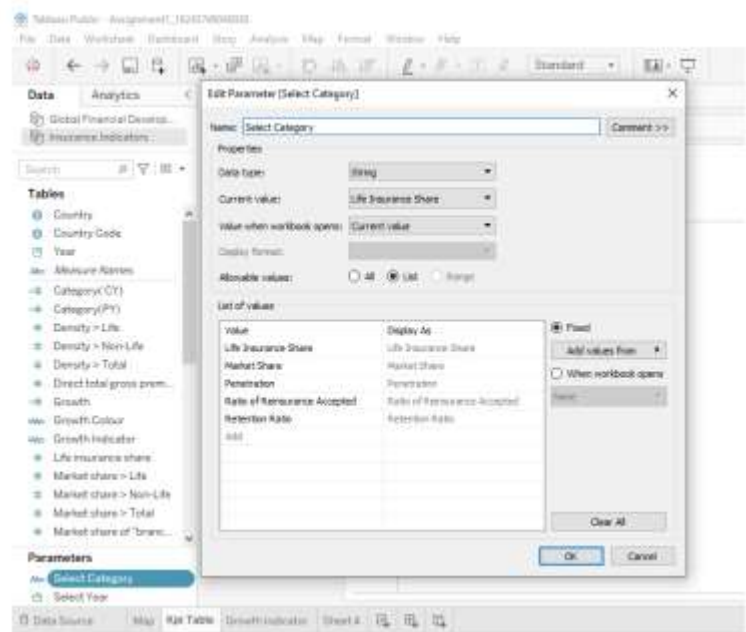 Tableau Public - Assignment1_
File Data Worksheet Dashboard Story Analysis Map Format Window Help
Standard
Data Analytics
Global Financial Develop...
Insurance Indicators
Search
Tables
Country
Country Code
Year
Abc Measure Names
Category(CY)
Category(PY)
Density > Life
Density > Non-Life
Density > Total
Direct total gross prem...
Growth
Growth Colour
Growth Indicator
Life insurance share
Market share > Life
Market share > Non-Life
Market share > Total
Market share of "branc...
Parameters
Abc Select Category
Select Year
Edit Parameter [Select Category]
Name: Select Category Comment >>
Properties
Data type: String
Current value: Life Insurance Share
Value when workbook opens: Current value
Display format:
Allowable values: All List Range
List of values
Value Display As
Life Insurance Share Life Insurance Share
Market Share Market Share
Penetration Penetration
Ratio of Reinsurance Accepted Ratio of Reinsurance Accepted
Retention Ratio Retention Ratio
Add
Fixed
Add values from
When workbook opens
None
Clear All
OK Cancel
Data Source Map Kpi Table Growth Indicator Sheet 4